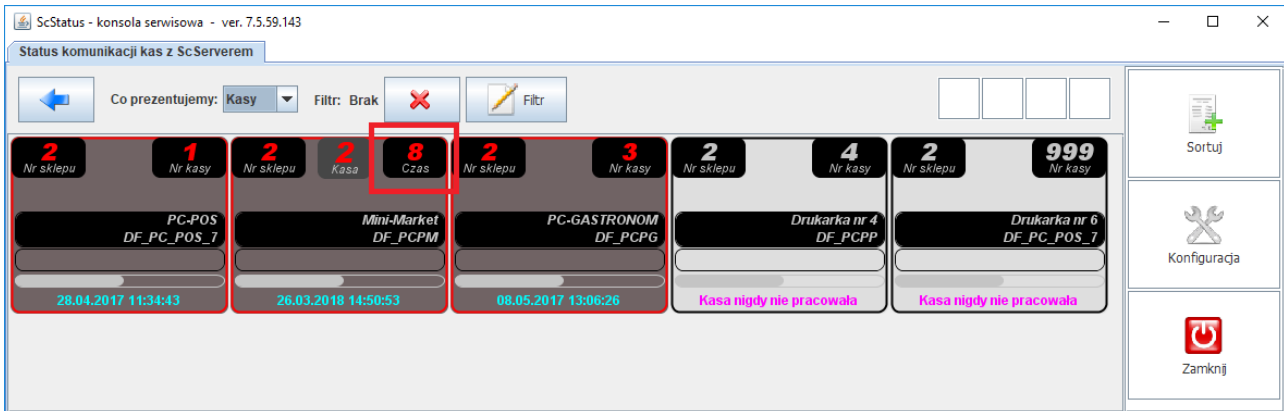 ScStatus - konsola serwisowa - ver. 7.5.59.143
Status komunikacji kas z ScServerem
Co prezentujemy: Kasy Filtr: Brak Filtr
Sortuj
Konfiguracja
Zamknij
2 1
Nr sklepu Nr kasy
PC-POS
DF_PC_POS_7
28.04.2017 11:34:43
2 2 8
Nr sklepu Kasa Czas
Mini-Market
DF_PCPM
26.03.2018 14:50:53
2 3
Nr sklepu Nr kasy
PC-GASTRONOM
DF_PCPG
08.05.2017 13:06:26
2 4
Nr sklepu Nr kasy
Drukarka nr 4
DF_PCPP
Kasa nigdy nie pracowała
2 999
Nr sklepu Nr kasy
Drukarka nr 6
DF_PC_POS_7
Kasa nigdy nie pracowała